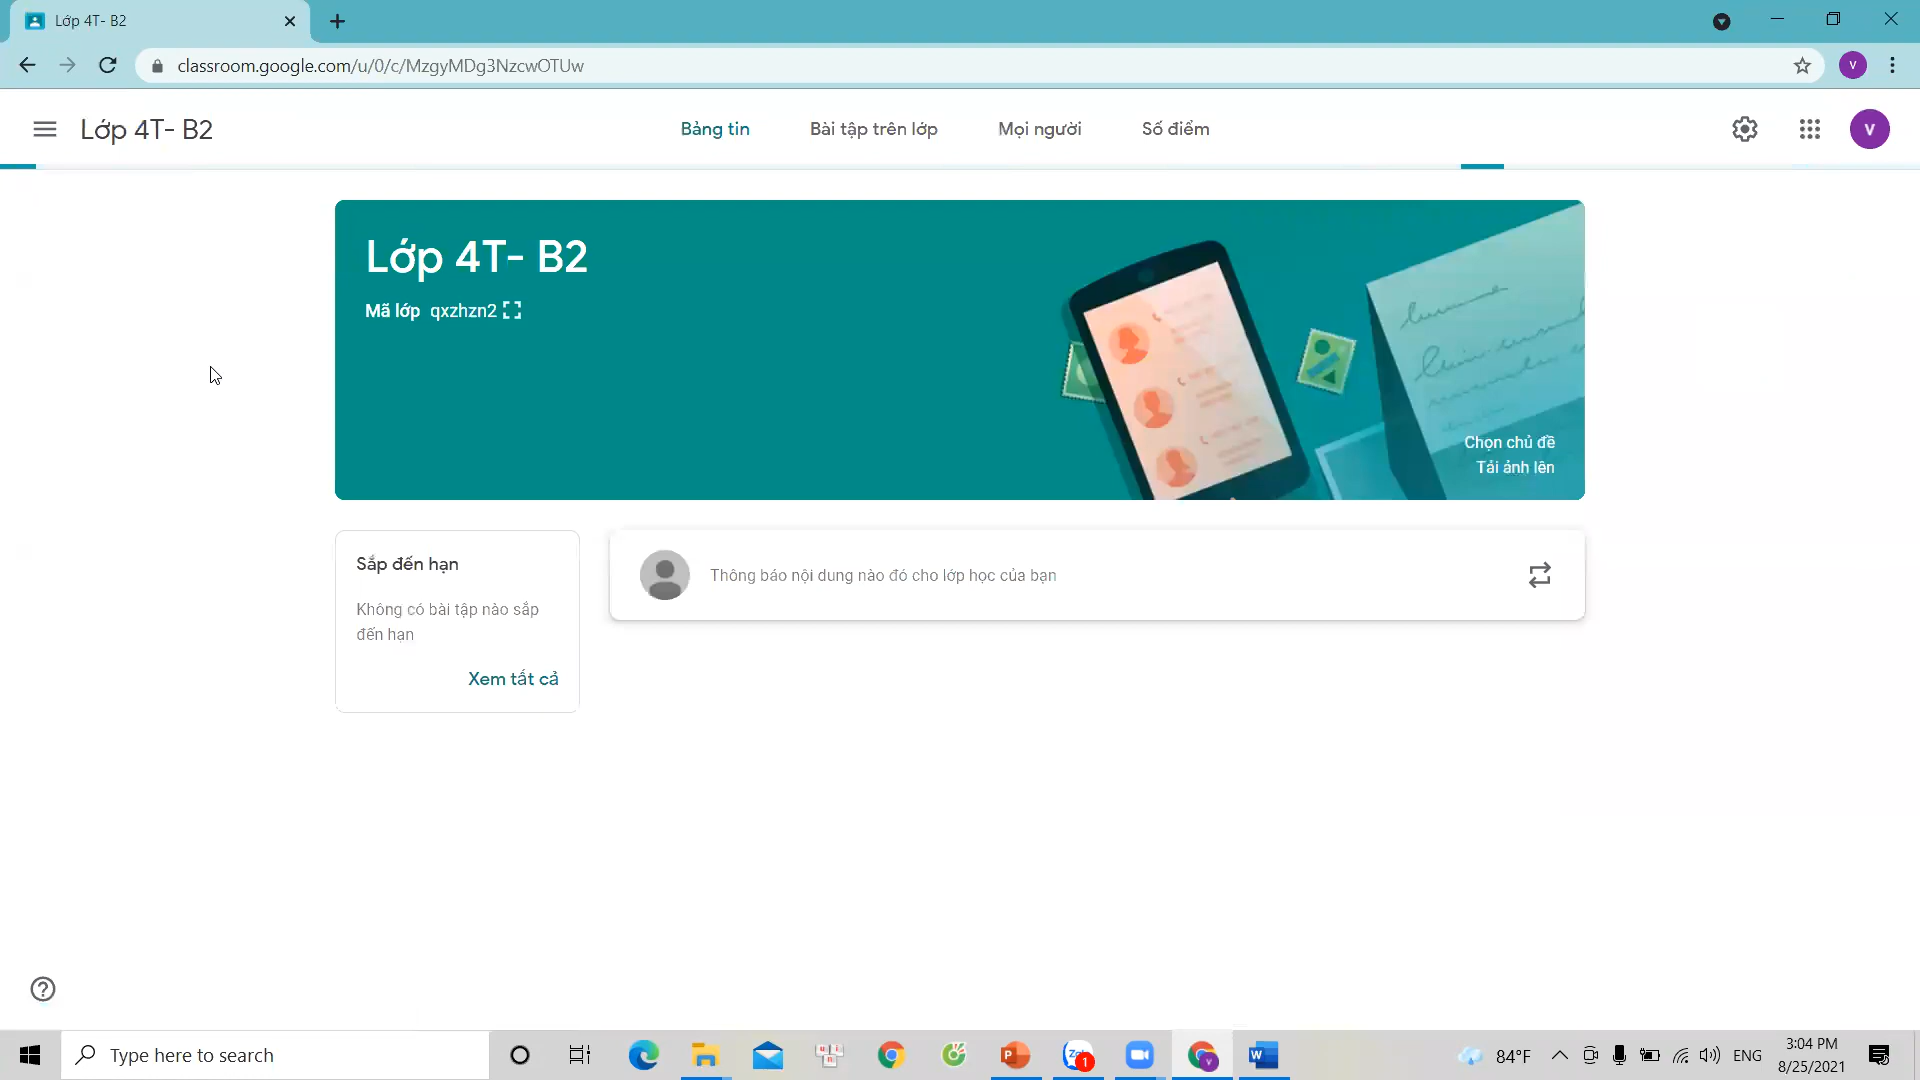 Lớp 4T- B2
classroom.google.com/u/0/c/MzgyMDg3NzcwOTUw
V
Lớp 4T- B2
Bảng tin
Bài tập trên lớp
Mọi người
Số điểm
V
Lớp 4T- B2
Mã lớp qxzhzn2
Chọn chủ đề
Tải ảnh lên
Sắp đến hạn
Không có bài tập nào sắp
đến hạn
Xem tất cả
Thông báo nội dung nào đó cho lớp học của bạn
Type here to search
84°F
ENG
3:04 PM
8/25/2021